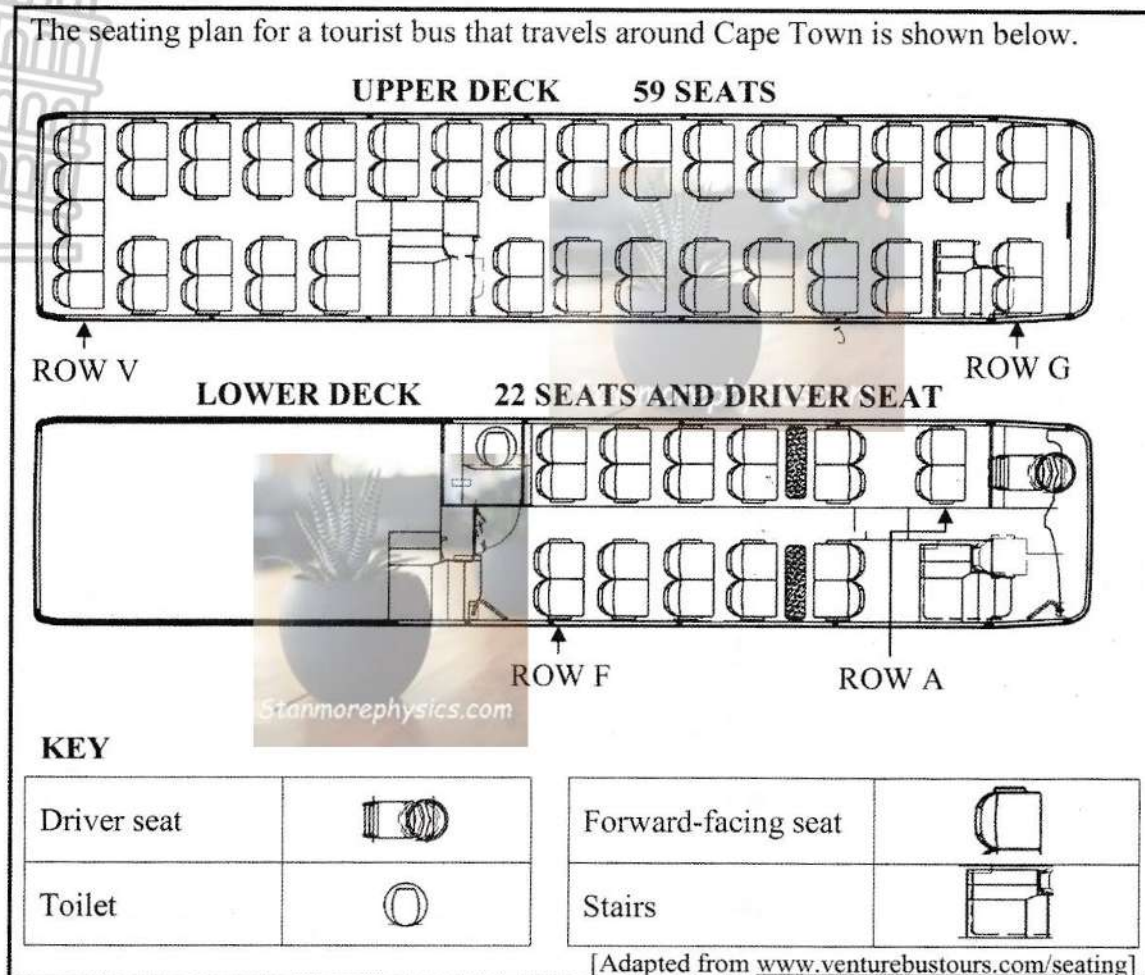 The seating plan for a tourist bus that travels around Cape Town is shown below.
UPPER DECK 59 SEATS
ROW V
ROW G
LOWER DECK 22 SEATS AND DRIVER SEAT
ROW F
ROW A
Stanmorephysics.com
KEY
Driver seat
Forward-facing seat
Toilet
Stairs
[Adapted from www.venturebustours.com/seating]